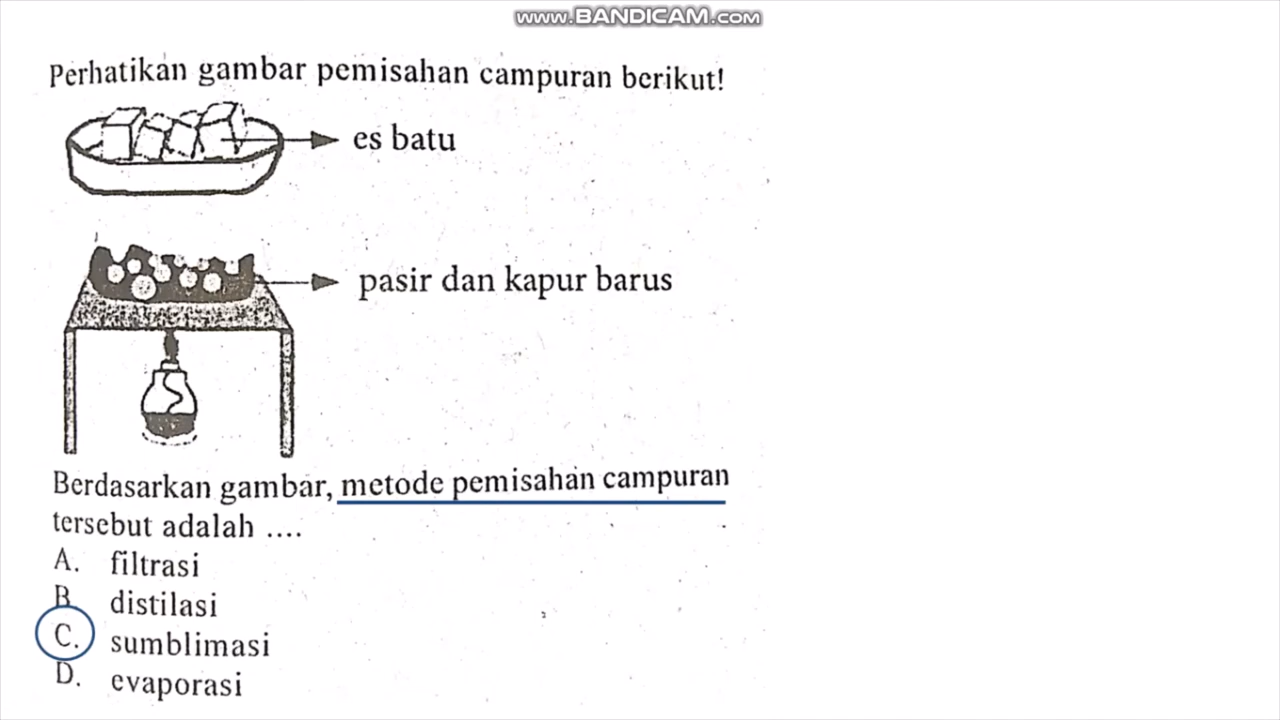 www.BANDICAM.com
Perhatikan gambar pemisahan campuran berikut!
es batu
pasir dan kapur barus
Berdasarkan gambar, metode pemisahan campuran
tersebut adalah ....
A. filtrasi
B. distilasi
C. sumblimasi
D. evaporasi